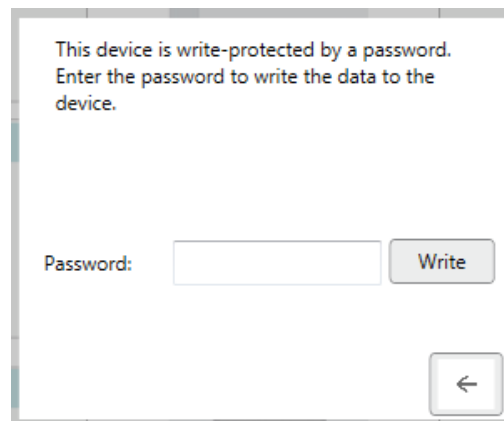 This device is write-protected by a password.
Enter the password to write the data to the
device.
Password:
Write